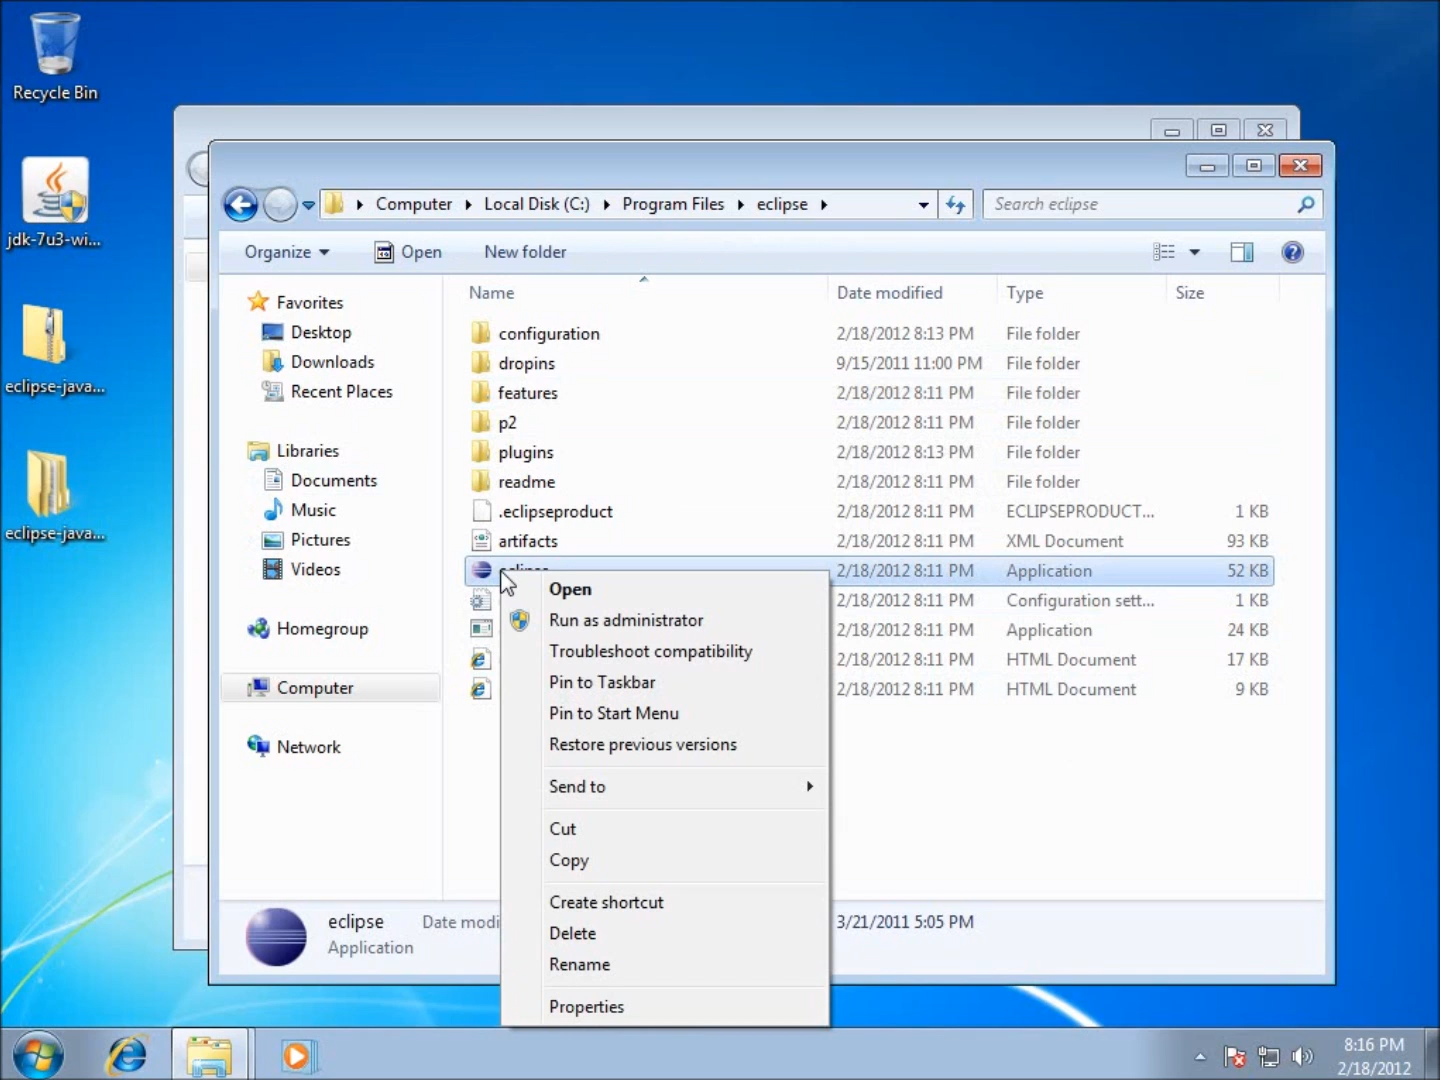 Recycle Bin
jdk-7u3-wi...
eclipse-java...
eclipse-java...
Computer Local Disk (C:) Program Files eclipse
Search eclipse
Organize Open New folder
Name Date modified Type Size
Favorites
Desktop
Downloads
Recent Places
Libraries
Documents
Music
Pictures
Videos
Homegroup
Computer
Network
configuration 2/18/2012 8:13 PM File folder
dropins 9/15/2011 11:00 PM File folder
features 2/18/2012 8:11 PM File folder
p2 2/18/2012 8:11 PM File folder
plugins 2/18/2012 8:13 PM File folder
readme 2/18/2012 8:11 PM File folder
.eclipseproduct 2/18/2012 8:11 PM ECLIPSEPRODUCT... 1 KB
artifacts 2/18/2012 8:11 PM XML Document 93 KB
eclipse 2/18/2012 8:11 PM Application 52 KB
2/18/2012 8:11 PM Configuration sett... 1 KB
2/18/2012 8:11 PM Application 24 KB
2/18/2012 8:11 PM HTML Document 17 KB
2/18/2012 8:11 PM HTML Document 9 KB
Open
Run as administrator
Troubleshoot compatibility
Pin to Taskbar
Pin to Start Menu
Restore previous versions
Send to
Cut
Copy
Create shortcut
Delete
Rename
Properties
eclipse Date modi 3/21/2011 5:05 PM
Application
8:16 PM
2/18/2012